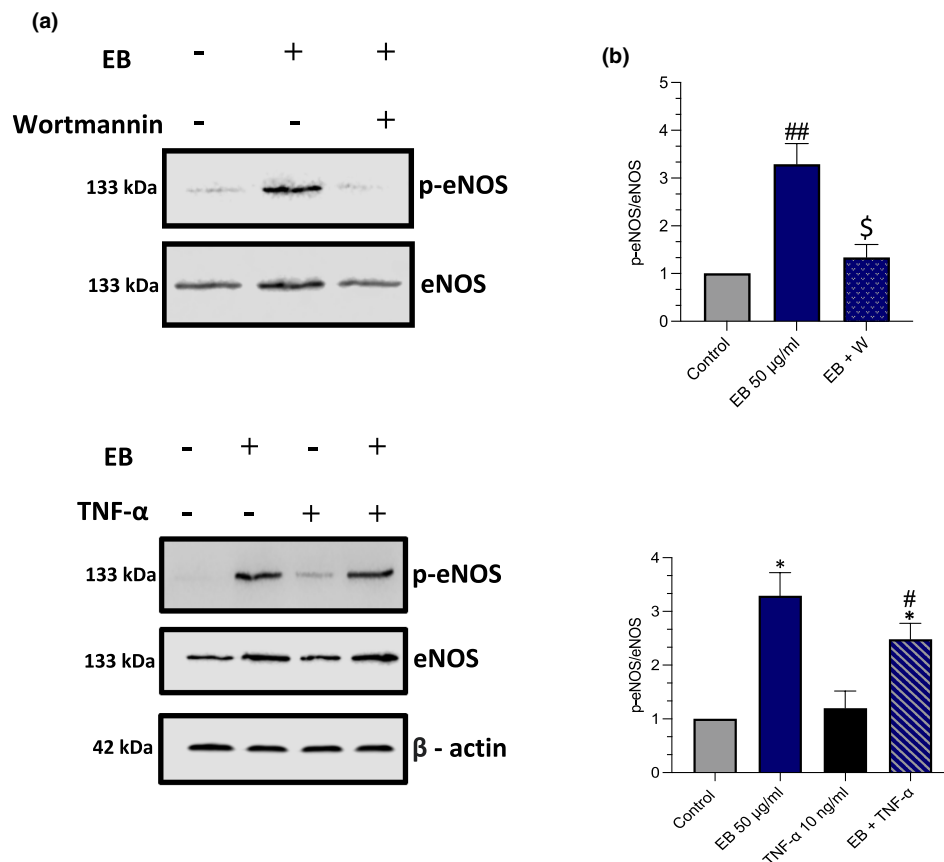 (a)
EB - + +
Wortmannin - - +
133 kDa p-eNOS
133 kDa eNOS
EB - + - +
TNF-α - - + +
133 kDa p-eNOS
133 kDa eNOS
42 kDa β - actin
(b)
p-eNOS/eNOS
5
4
3
2
1
0
##
$
Control
EB 50 µg/ml
EB + W
p-eNOS/eNOS
4
3
2
1
0
*
#
*
Control
EB 50 µg/ml
TNF-α 10 ng/ml
EB + TNF-α